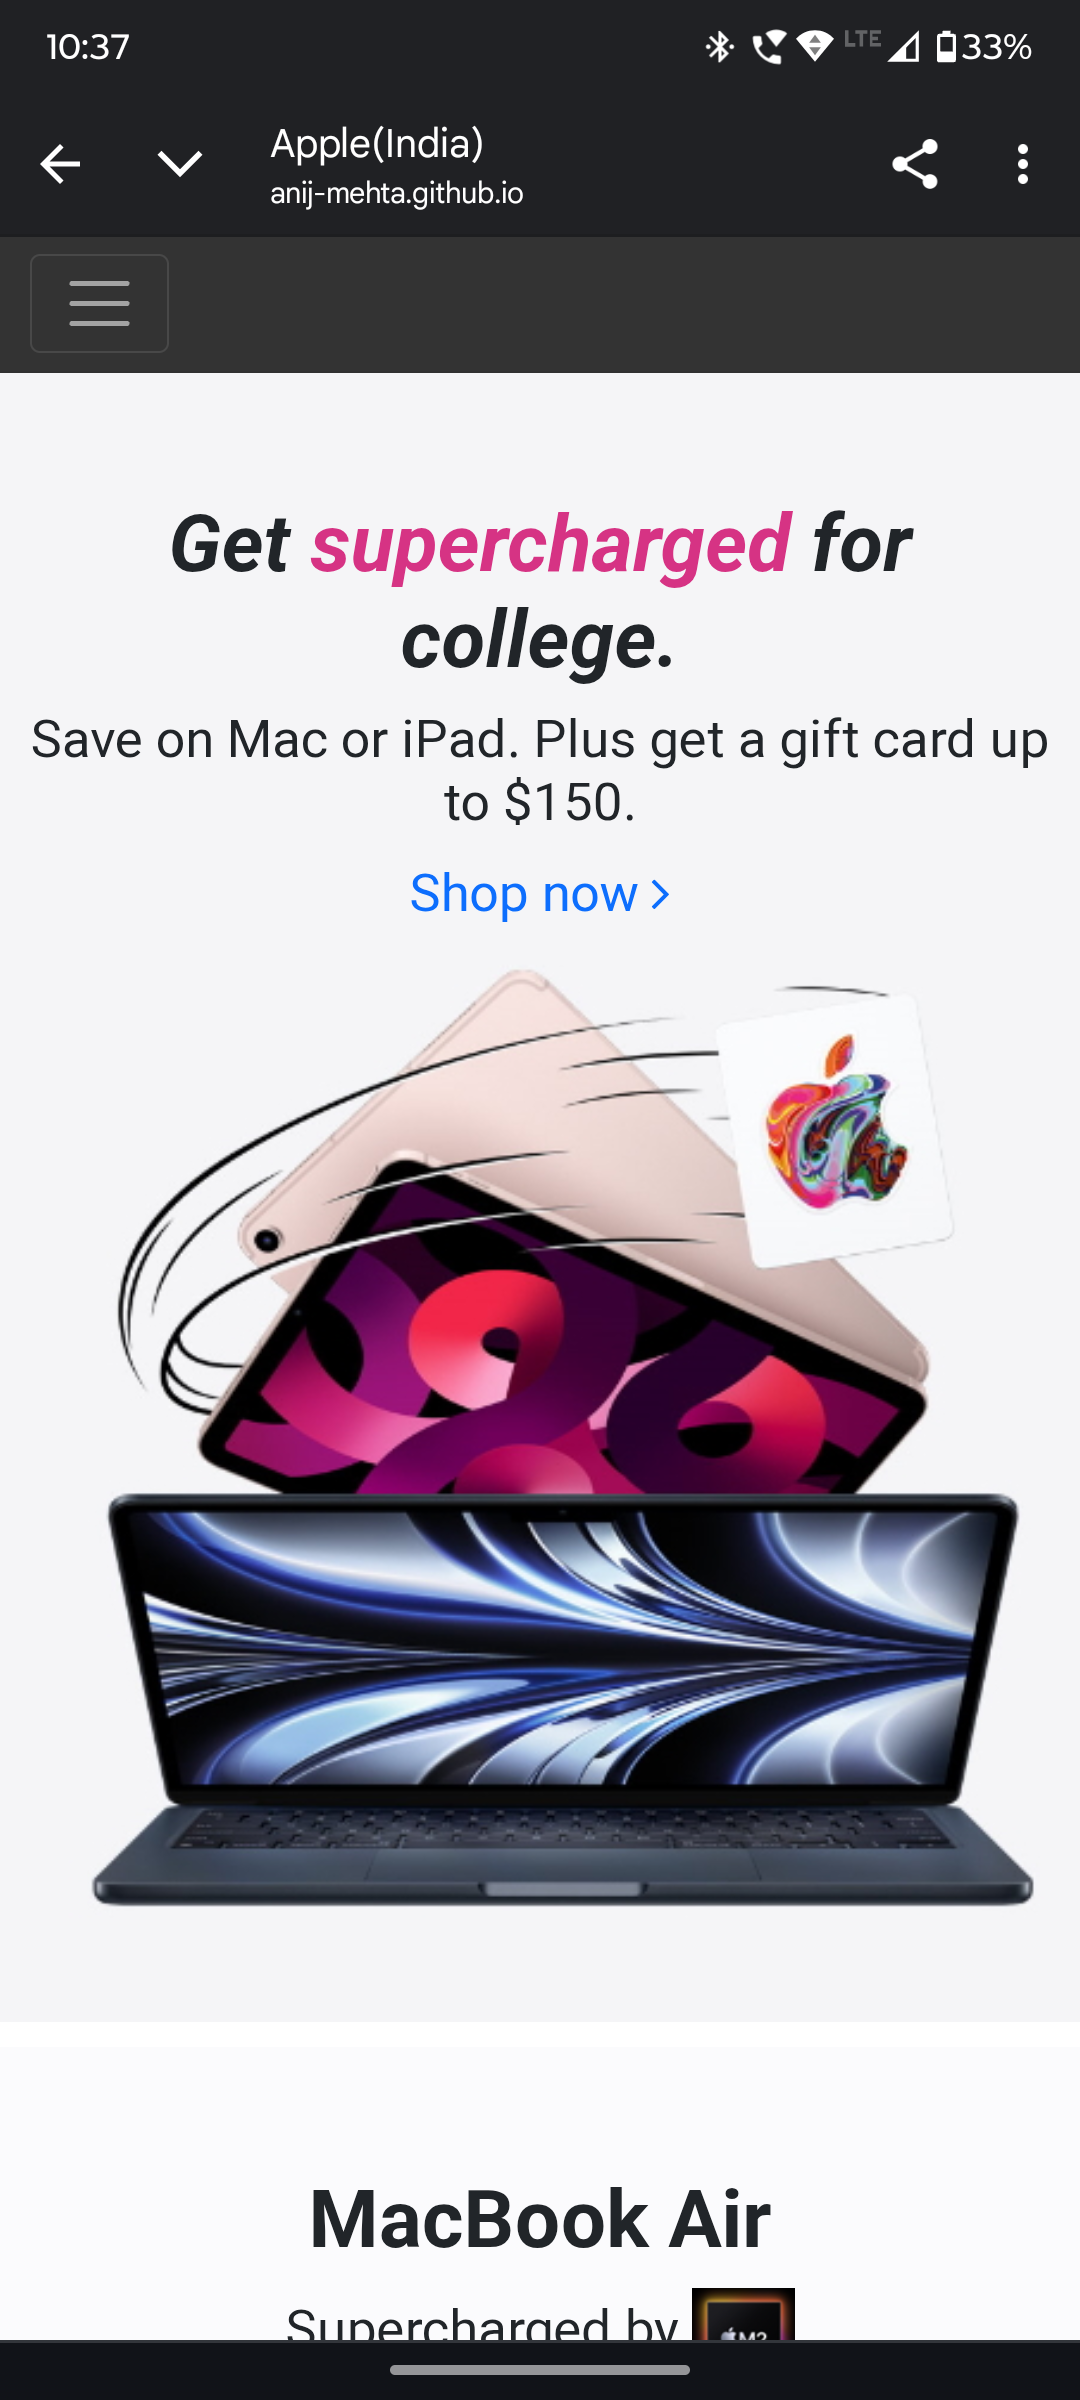 10:37
LTE
33%
Apple(India)
anij-mehta.github.io
Get supercharged for
college.
Save on Mac or iPad. Plus get a gift card up
to $150.
Shop now
MacBook Air
Supercharged by
M2